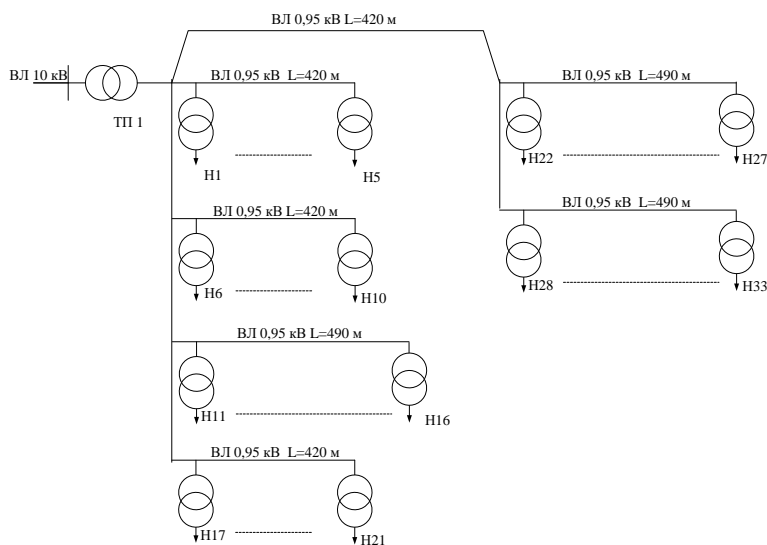 ВЛ 0,95 кВ L=420 м
ВЛ 10 кВ
ВЛ 0,95 кВ L=420 м
ВЛ 0,95 кВ L=490 м
ТП 1
Н1
Н5
Н22
Н27
ВЛ 0,95 кВ L=420 м
ВЛ 0,95 кВ L=490 м
Н6
Н10
Н28
Н33
ВЛ 0,95 кВ L=490 м
Н11
Н16
ВЛ 0,95 кВ L=420 м
Н17
Н21